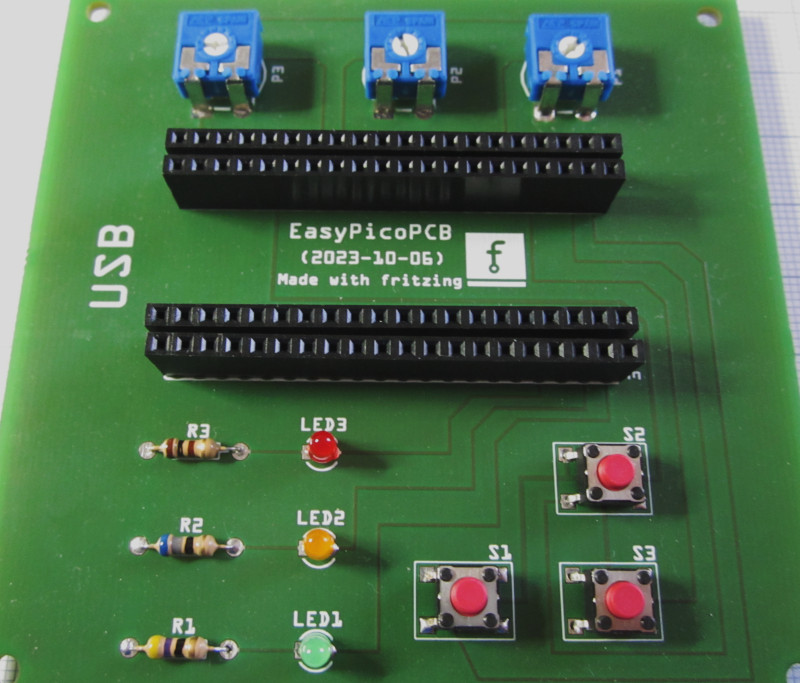 P3
P2
EasyPicoPCB
(2023-10-06)
f
Made with fritzing
USB
R3
LED3
S2
R2
LED2
S1
S3
R1
LED1